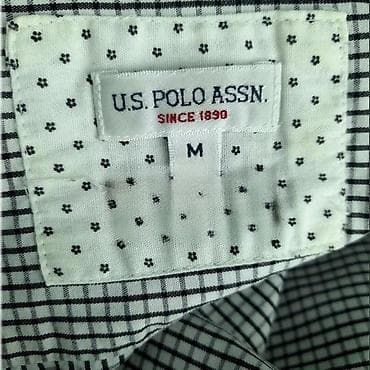 U.S. POLO ASSN.
SINCE 1890
M